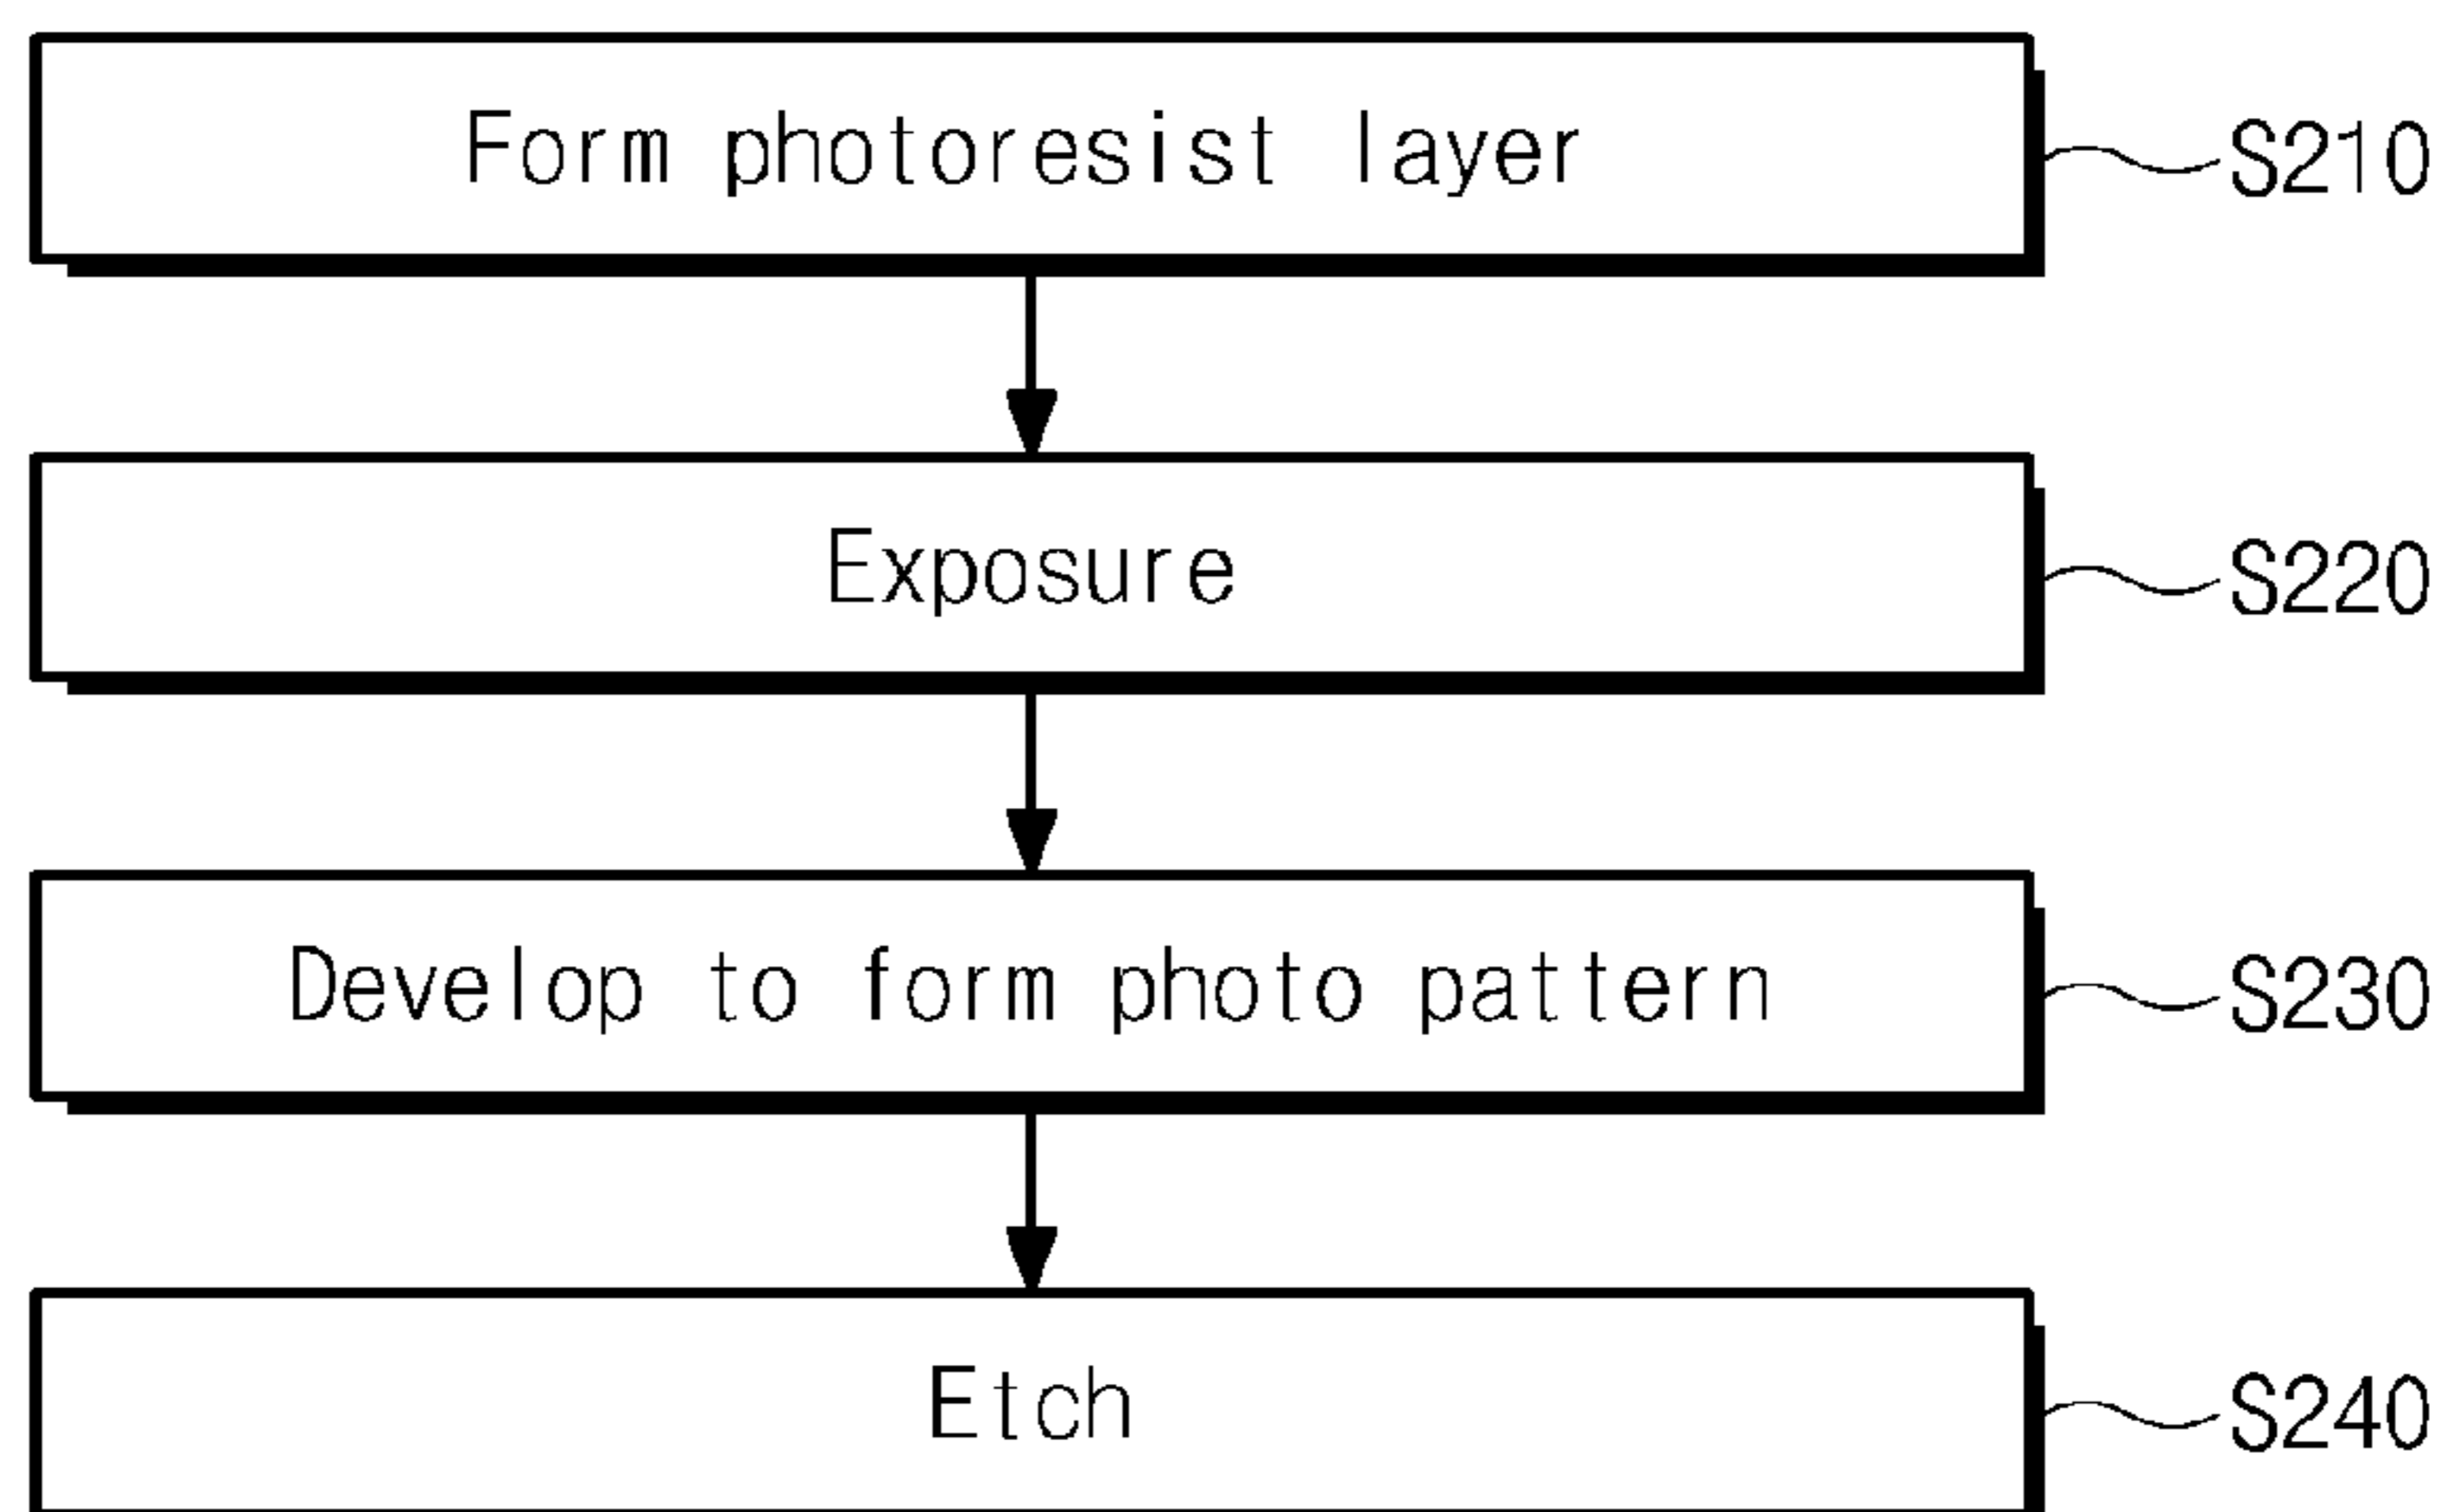 Form photoresist layer S210
Exposure S220
Develop to form photo pattern S230
Etch S240